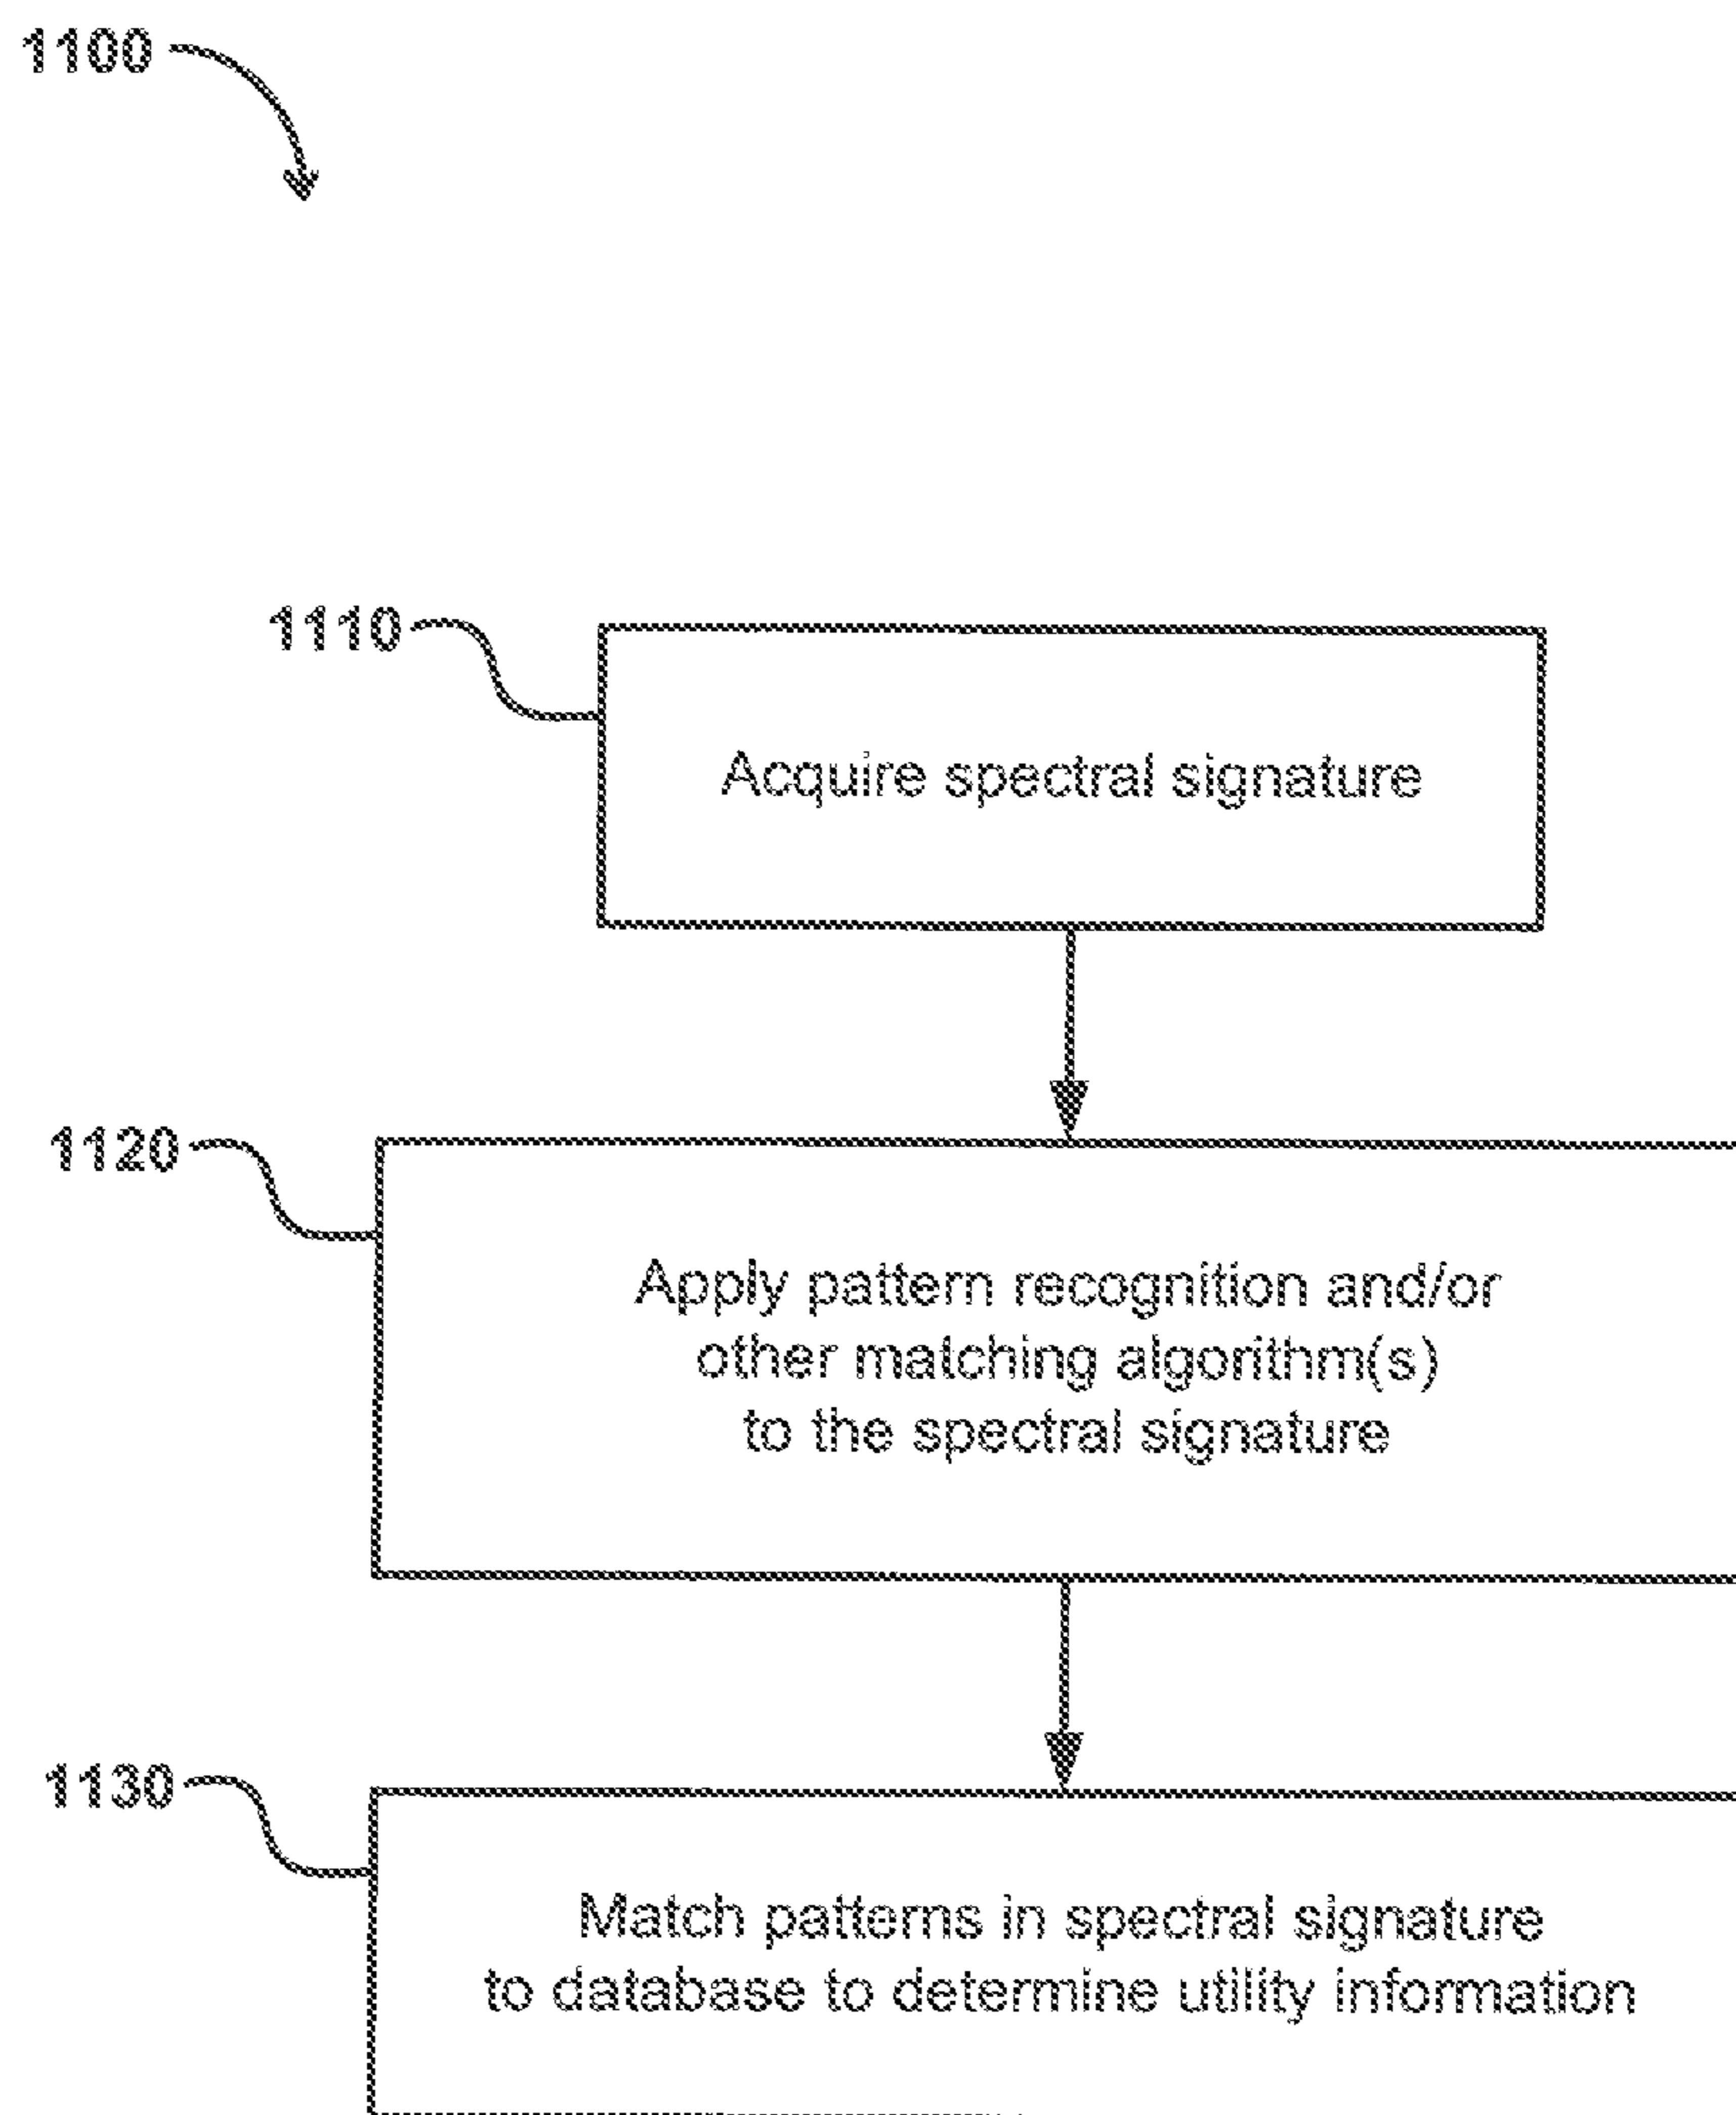 1100
1110
Acquire spectral signature
1120
Apply pattern recognition and/or
other matching algorithm(s)
to the spectral signature
1130
Match patterns in spectral signature
to database to determine utility information